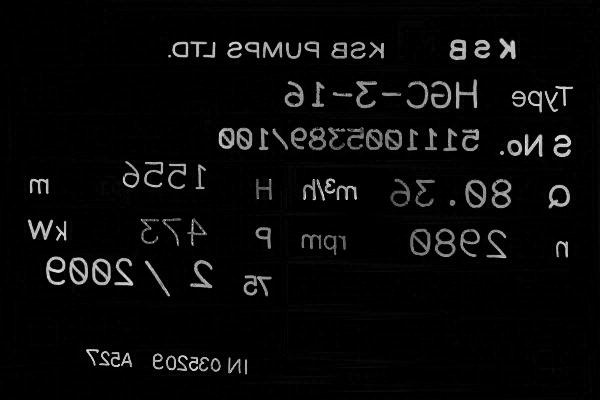 KSB KSB PUMPS LTD.
Type HGC-3-16
S No. 5111005389/100
Q 80.36 m³/h H 1556 m
n 2980 rpm P 473 kW
75 2 / 2009
IN 035209 A527